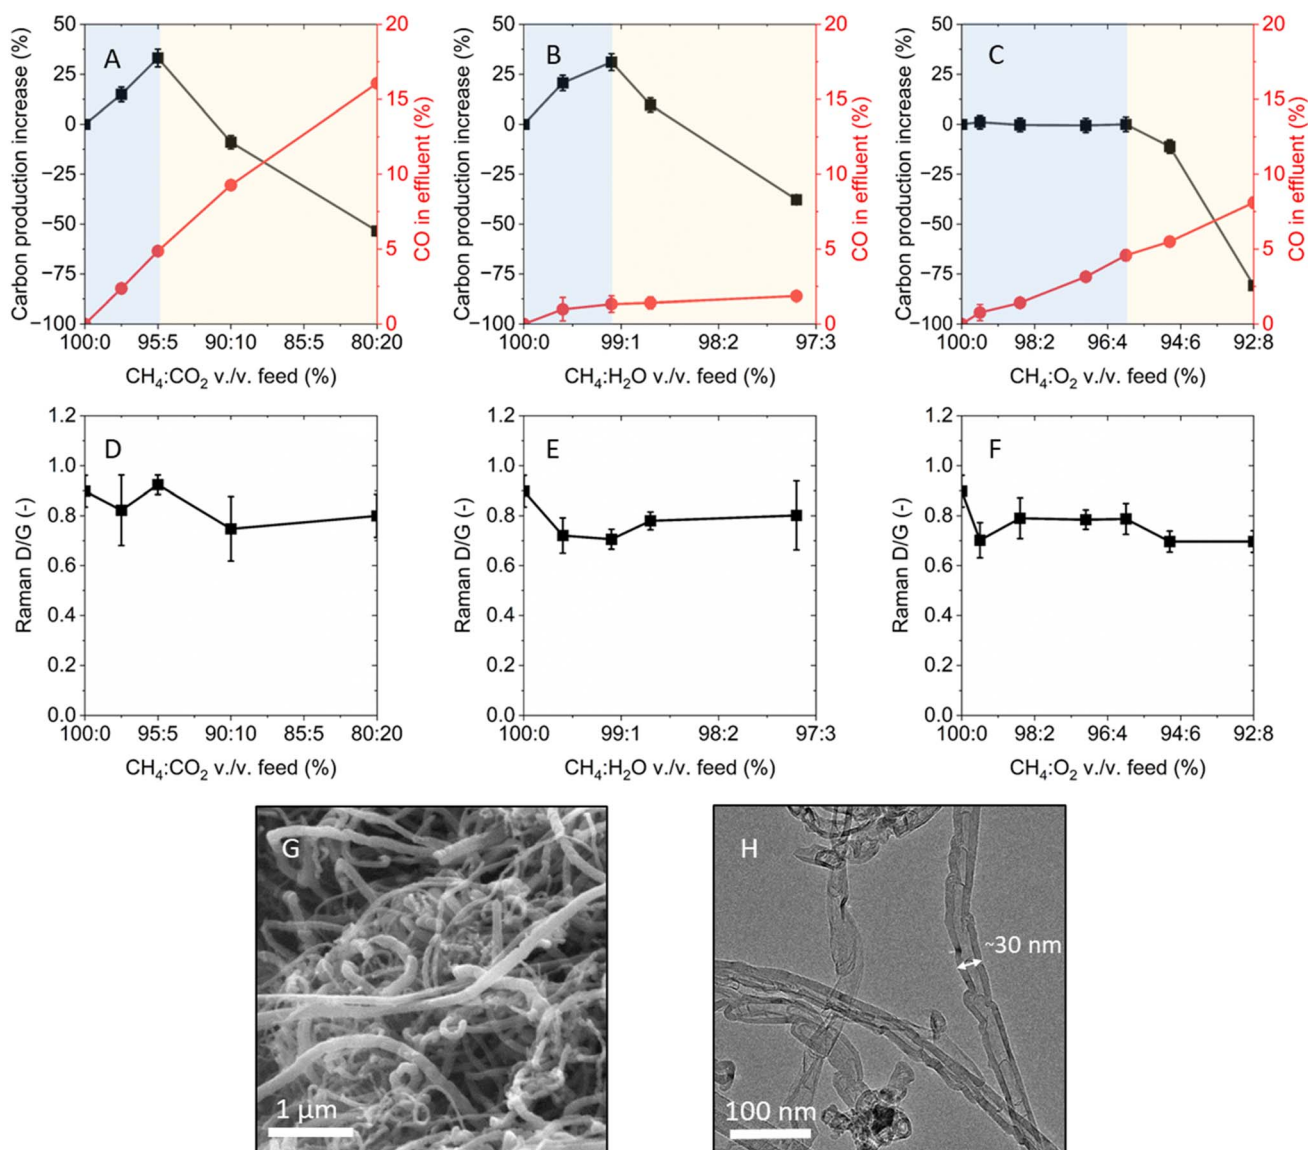 A
Carbon production increase (%)
50
25
0
−25
−50
−75
−100
20
15
10
5
0
CO in effluent (%)
100:0 95:5 90:10 85:5 80:20
CH₄:CO₂ v./v. feed (%)
B
Carbon production increase (%)
50
25
0
−25
−50
−75
−100
20
15
10
5
0
CO in effluent (%)
100:0 99:1 98:2 97:3
CH₄:H₂O v./v. feed (%)
C
Carbon production increase (%)
50
25
0
−25
−50
−75
−100
20
15
10
5
0
CO in effluent (%)
100:0 98:2 96:4 94:6 92:8
CH₄:O₂ v./v. feed (%)
D
Raman D/G (-)
1.2
1.0
0.8
0.6
0.4
0.2
0.0
100:0 95:5 90:10 85:5 80:20
CH₄:CO₂ v./v. feed (%)
E
Raman D/G (-)
1.2
1.0
0.8
0.6
0.4
0.2
0.0
100:0 99:1 98:2 97:3
CH₄:H₂O v./v. feed (%)
F
Raman D/G (-)
1.2
1.0
0.8
0.6
0.4
0.2
0.0
100:0 98:2 96:4 94:6 92:8
CH₄:O₂ v./v. feed (%)
G
1 μm
H
~30 nm
100 nm